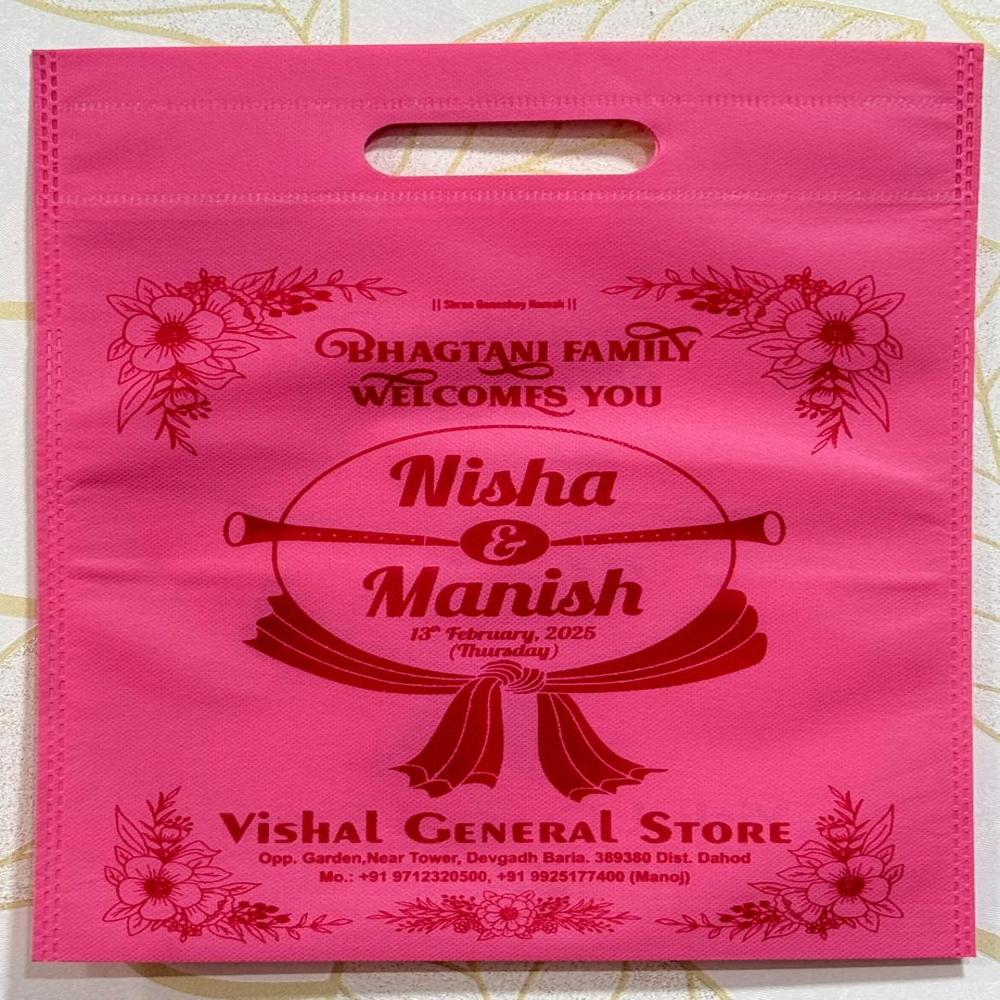 || Shree Ganeshay Namah ||
BHAGTANI FAMILY
WELCOMES YOU
Nisha
&
Manish
13th February, 2025
(Thursday)
Vishal General Store
Opp. Garden,Near Tower, Devgadh Baria. 389380 Dist. Dahod
Mo.: +91 9712320500, +91 9925177400 (Manoj)